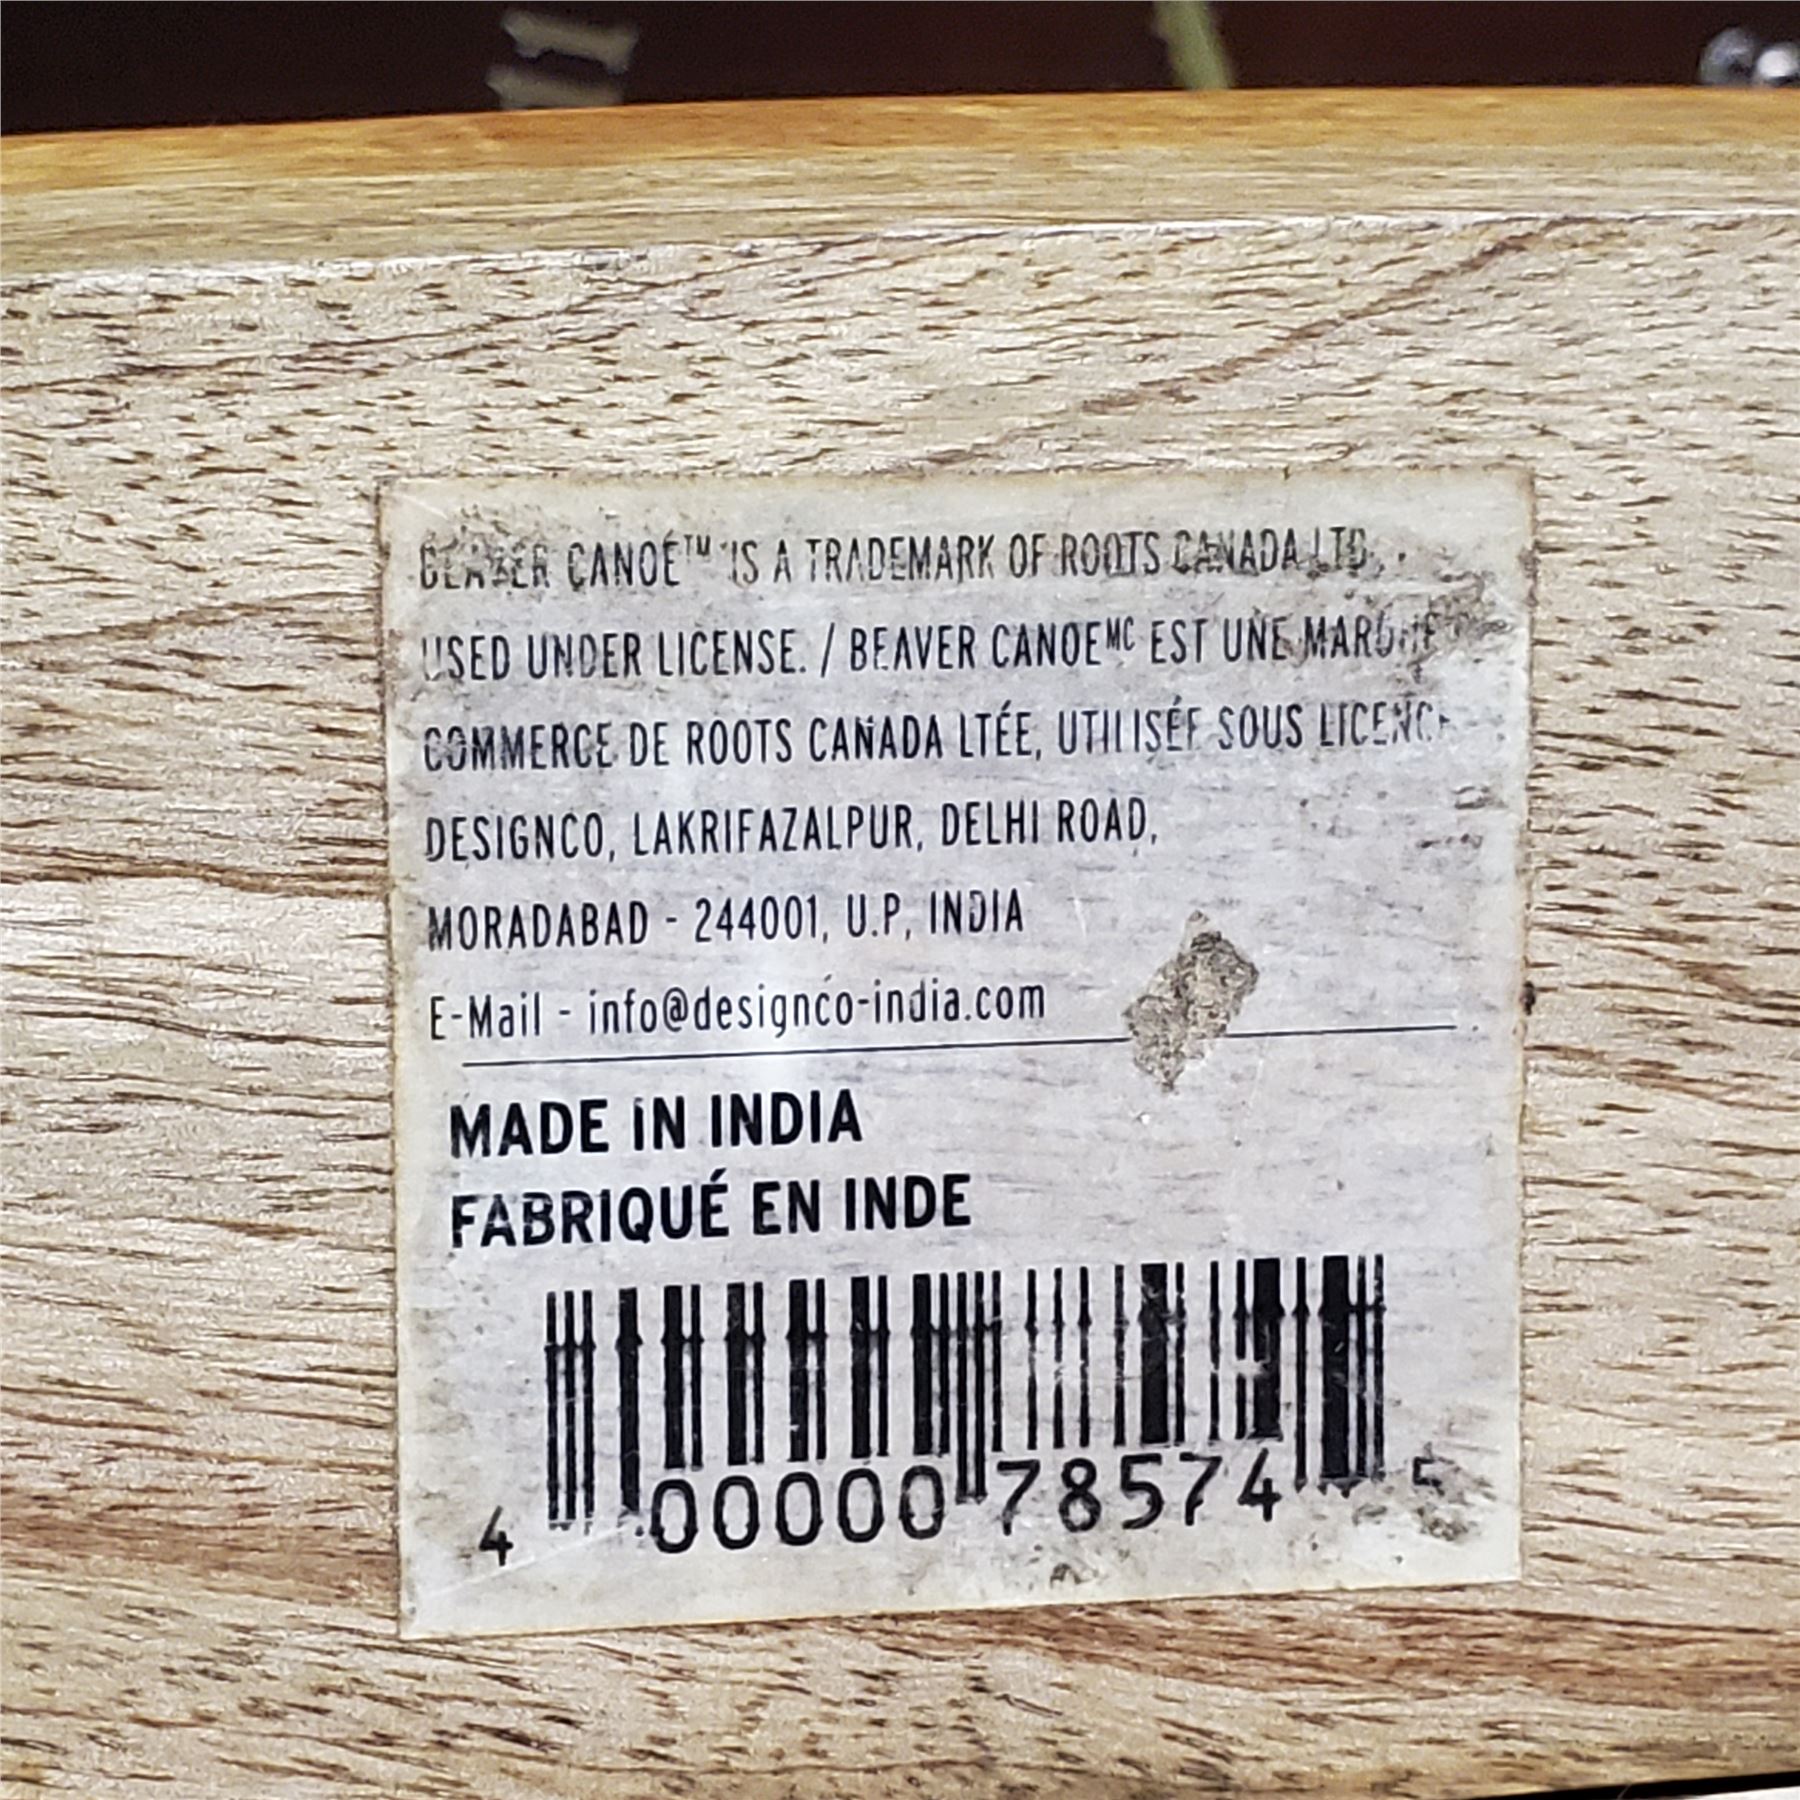 BEAVER CANOE™ IS A TRADEMARK OF ROOTS CANADA LTD.
USED UNDER LICENSE. / BEAVER CANOEᴹᶜ EST UNE MARQUE
COMMERCE DE ROOTS CANADA LTÉE, UTILISÉE SOUS LICENCE
DESIGNCO, LAKRIFAZALPUR, DELHI ROAD,
MORADABAD - 244001, U.P, INDIA
E-Mail - info@designco-india.com
MADE IN INDIA
FABRIQUÉ EN INDE
4 00000 78574 5